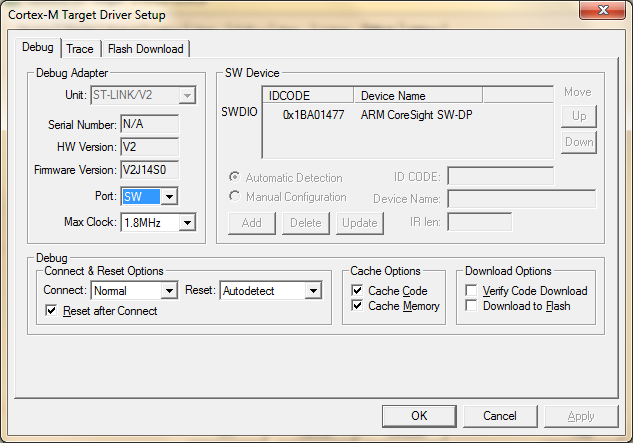 Cortex-M Target Driver Setup
Debug Trace Flash Download
Debug Adapter
Unit: ST-LINK/V2
Serial Number: N/A
HW Version: V2
Firmware Version: V2J14S0
Port: SW
Max Clock: 1.8MHz
SW Device
IDCODE Device Name Move
SWDIO 0x1BA01477 ARM CoreSight SW-DP Up
Down
Automatic Detection ID CODE:
Manual Configuration Device Name:
Add Delete Update IR len:
Debug
Connect & Reset Options
Connect: Normal Reset: Autodetect
Reset after Connect
Cache Options
Cache Code
Cache Memory
Download Options
Verify Code Download
Download to Flash
OK Cancel Apply